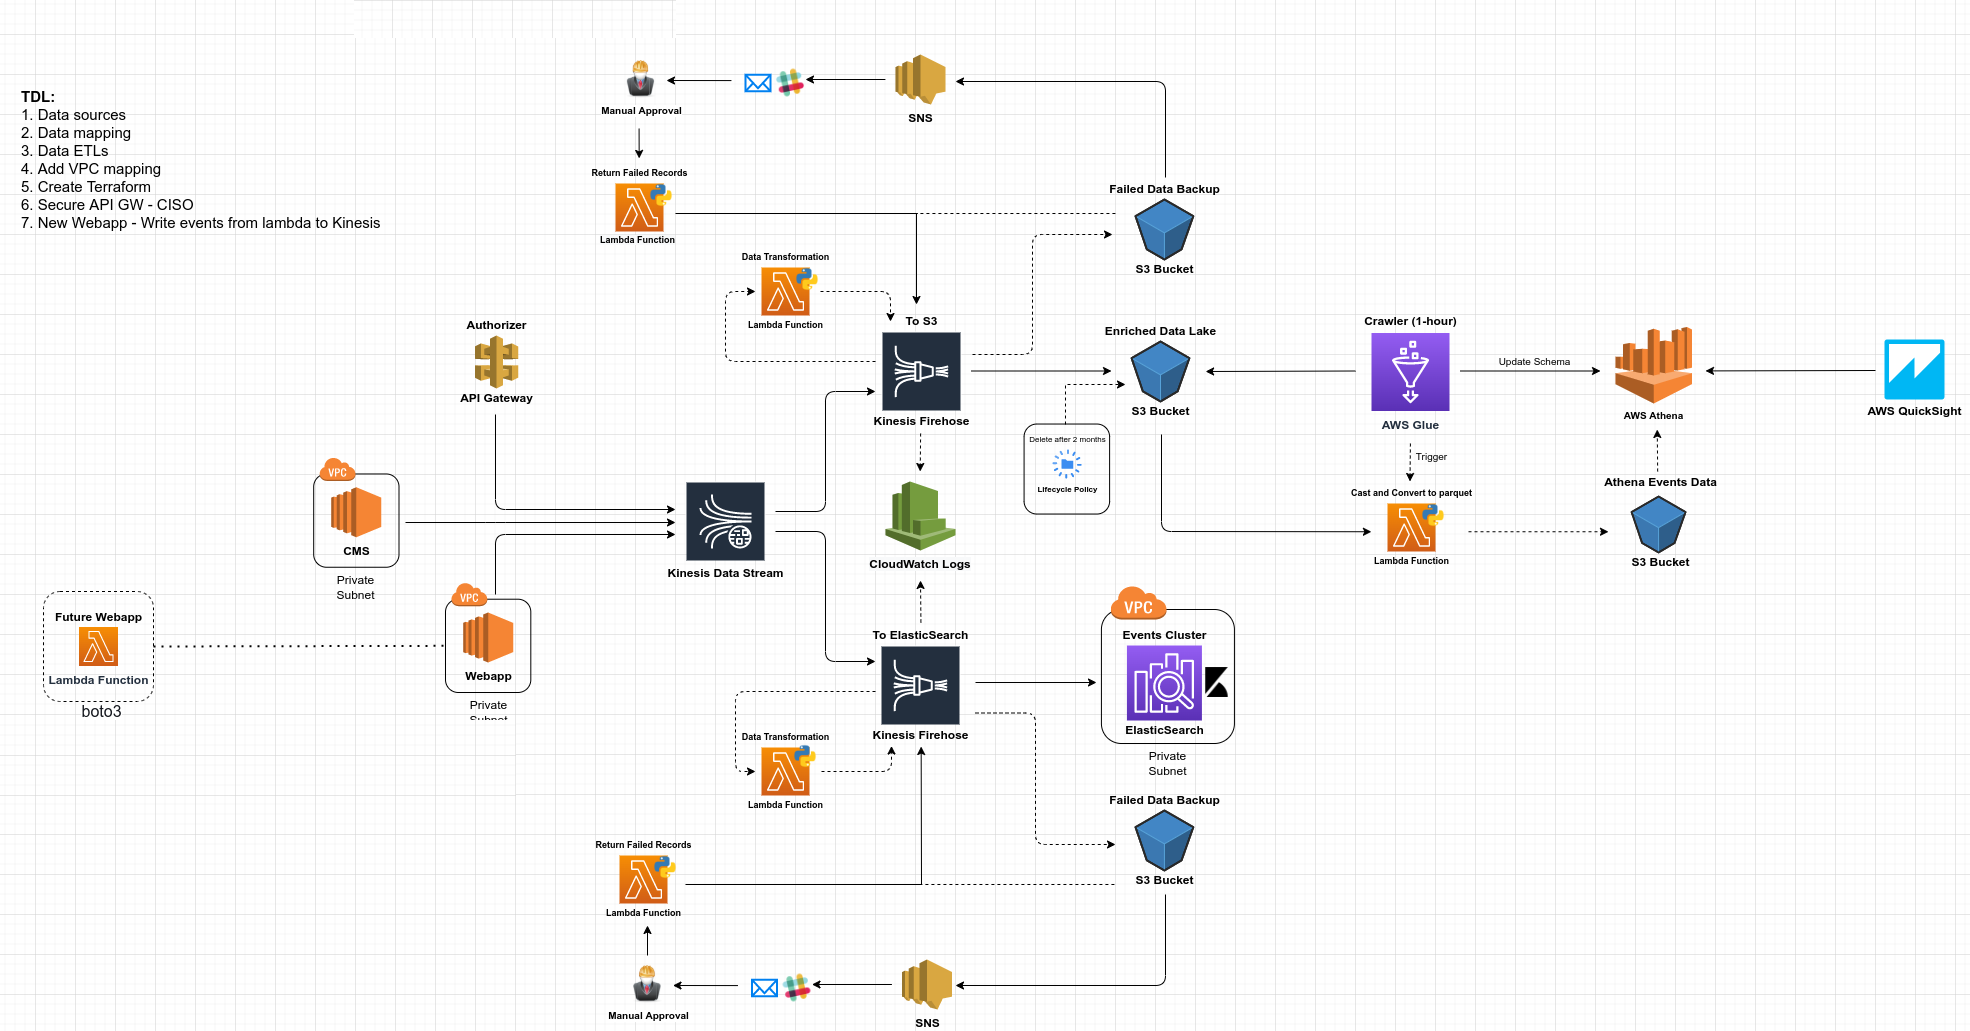 TDL:
1. Data sources
2. Data mapping
3. Data ETLs
4. Add VPC mapping
5. Create Terraform
6. Secure API GW - CISO
7. New Webapp - Write events from lambda to Kinesis
Manual Approval
SNS
Return Failed Records
Lambda Function
Failed Data Backup
S3 Bucket
Data Transformation
Lambda Function
Authorizer
API Gateway
To S3
Kinesis Firehose
Enriched Data Lake
S3 Bucket
Crawler (1-hour)
AWS Glue
Update Schema
AWS Athena
AWS QuickSight
Delete after 2 months
Lifecycle Policy
Trigger
Cast and Convert to parquet
Lambda Function
Athena Events Data
S3 Bucket
VPC
CMS
Private
Subnet
Kinesis Data Stream
CloudWatch Logs
Future Webapp
Lambda Function
boto3
VPC
Webapp
Private
Subnet
To ElasticSearch
Kinesis Firehose
VPC
Events Cluster
ElasticSearch
Private
Subnet
Data Transformation
Lambda Function
Failed Data Backup
S3 Bucket
Return Failed Records
Lambda Function
Manual Approval
SNS